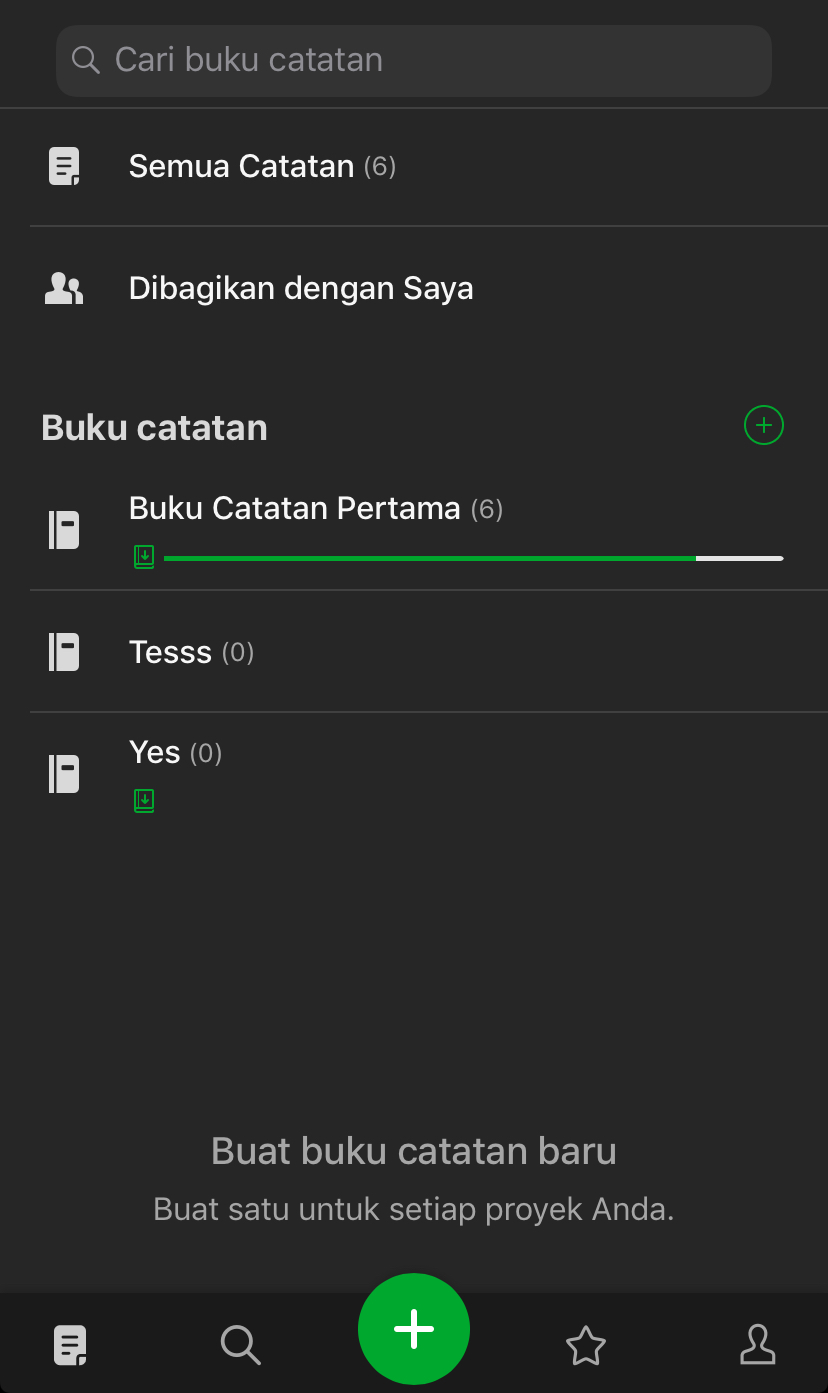 Cari buku catatan
Semua Catatan (6)
Dibagikan dengan Saya
Buku catatan
Buku Catatan Pertama (6)
Tesss (0)
Yes (0)
Buat buku catatan baru
Buat satu untuk setiap proyek Anda.